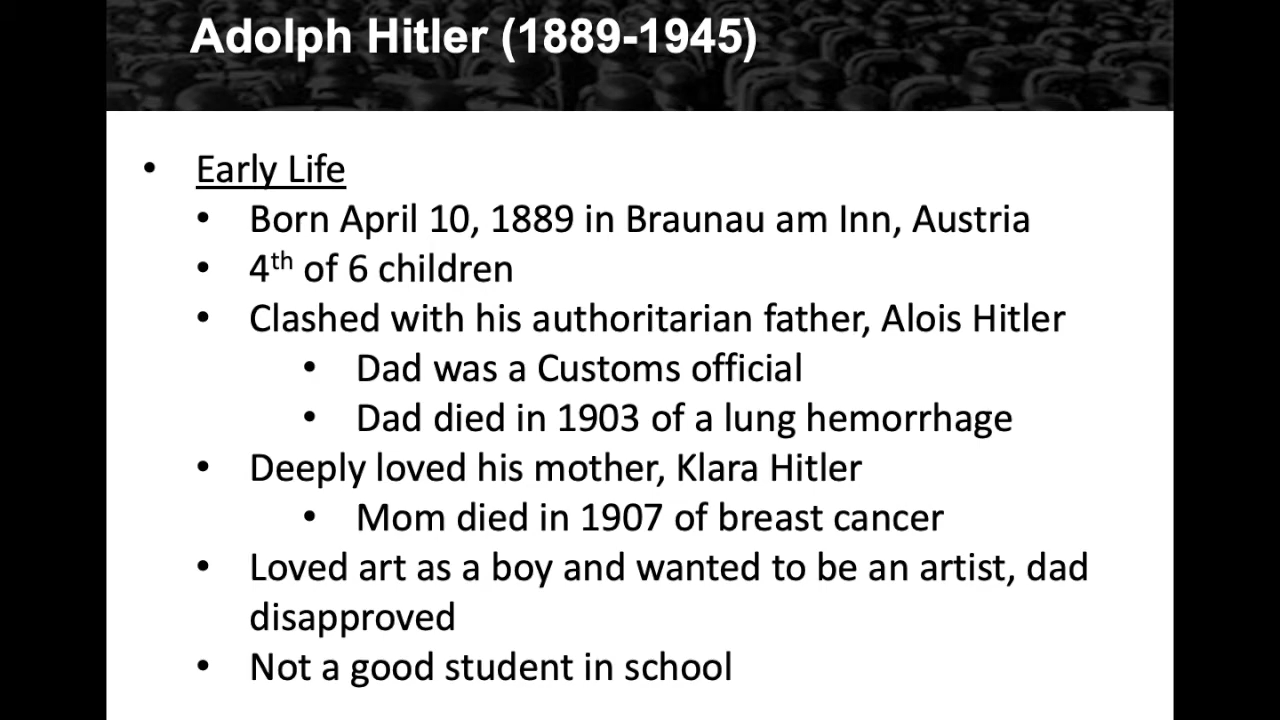 Adolph Hitler (1889-1945)
• Early Life
• Born April 10, 1889 in Braunau am Inn, Austria
• 4th of 6 children
• Clashed with his authoritarian father, Alois Hitler
• Dad was a Customs official
• Dad died in 1903 of a lung hemorrhage
• Deeply loved his mother, Klara Hitler
• Mom died in 1907 of breast cancer
• Loved art as a boy and wanted to be an artist, dad
disapproved
• Not a good student in school